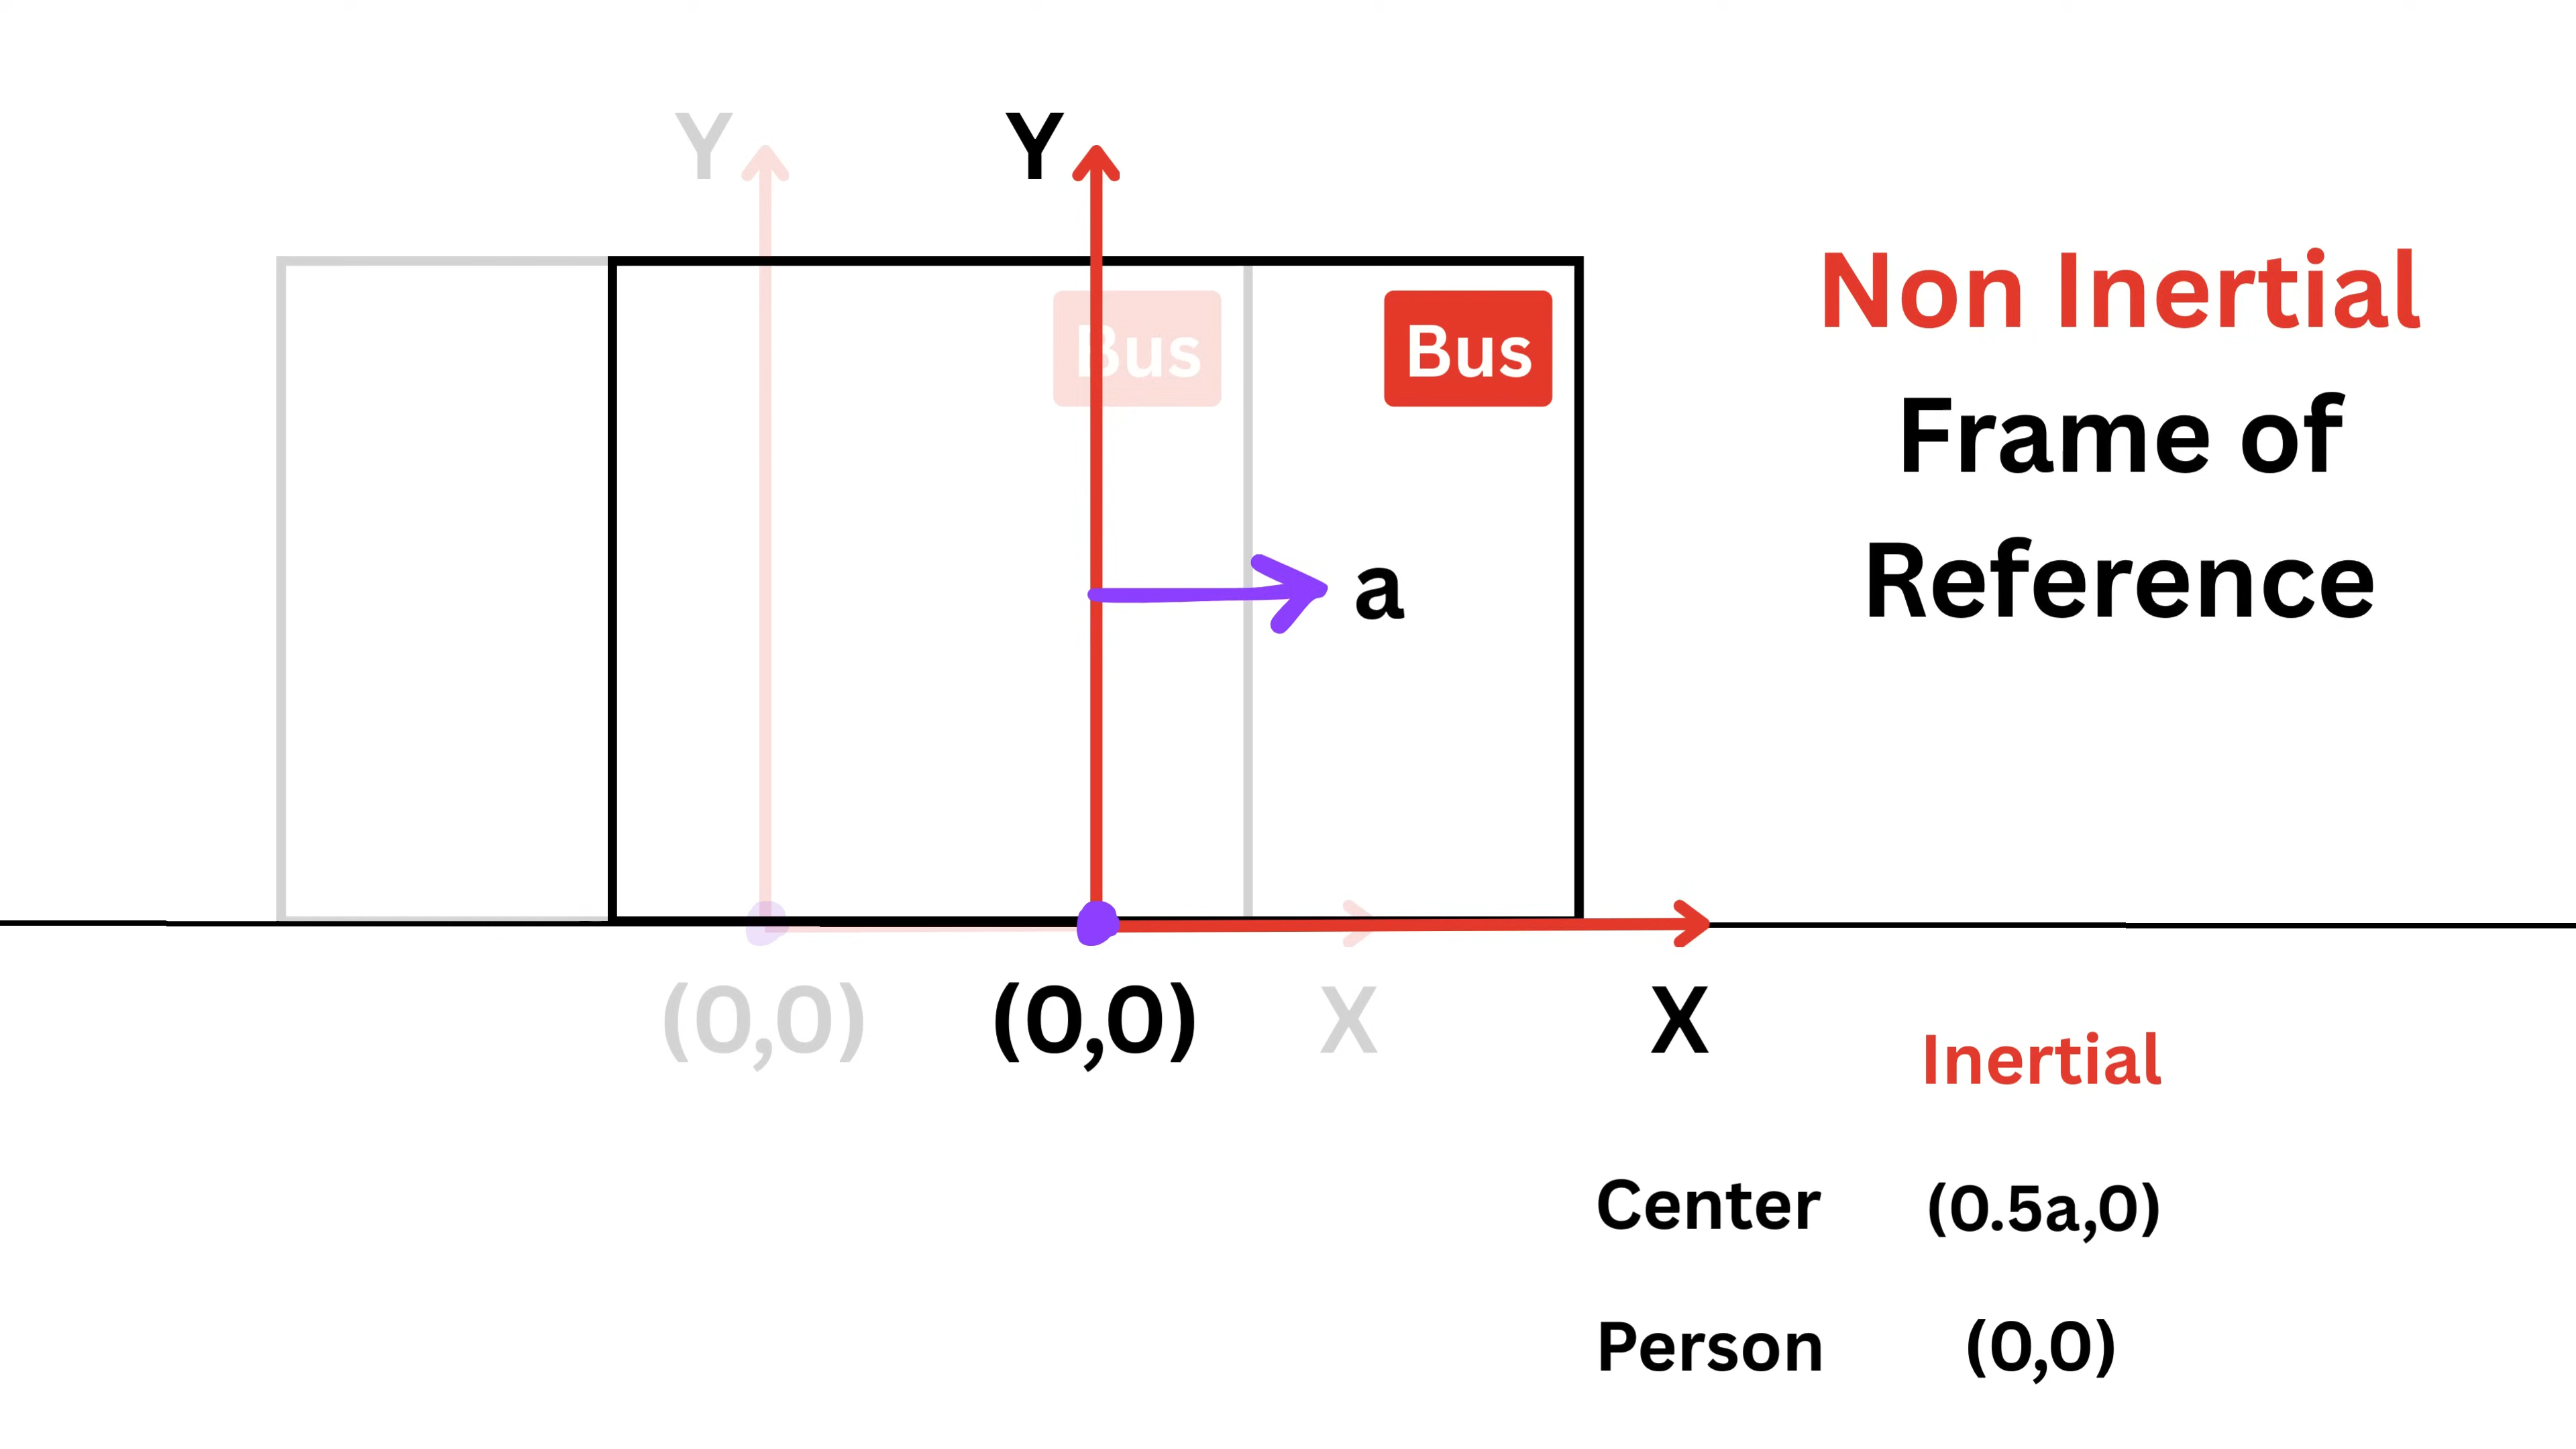 Y
Y
Bus
Bus
a
Non Inertial
Frame of
Reference
(0,0)
(0,0)
X
X
Inertial
Center (0.5a,0)
Person (0,0)